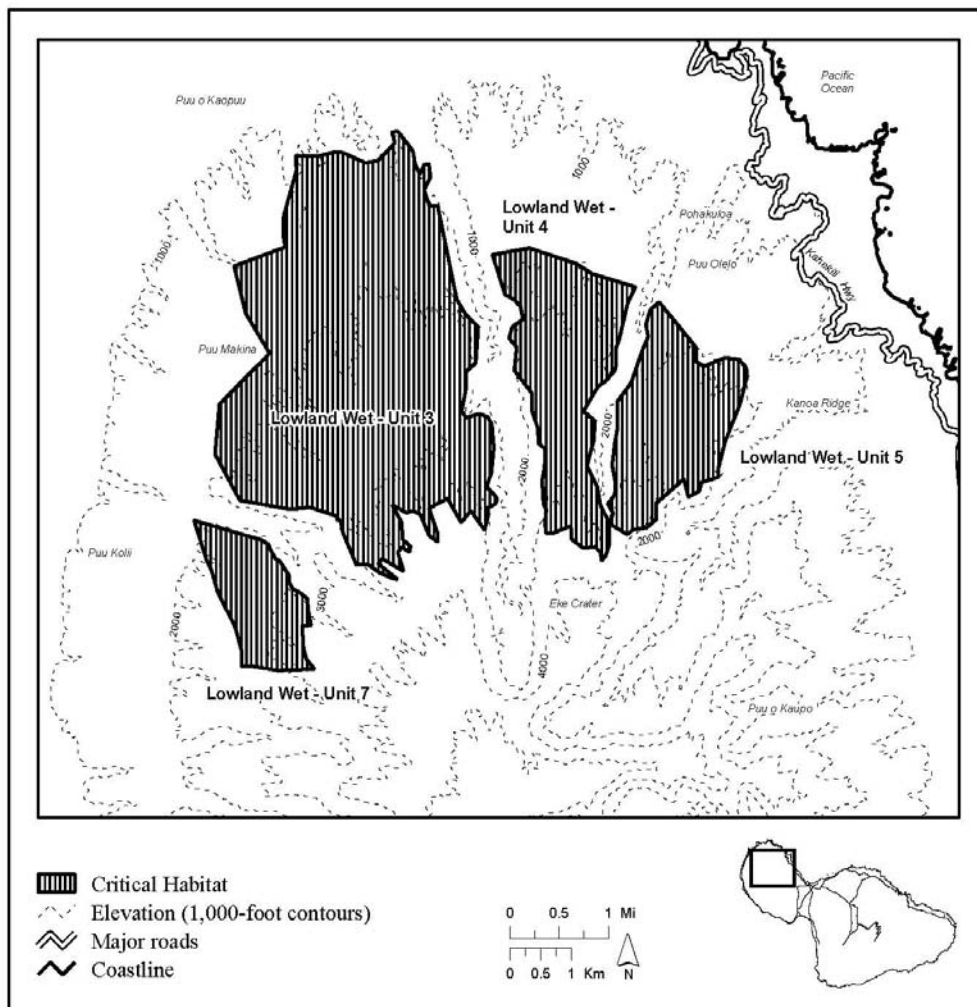 Pacific
Ocean
Puu o Kaopuu
1000
1000
Lowland Wet -
Unit 4
Pohakuloa
Puu Olelo
Kahekili Hwy
Puu Makina
Kanoa Ridge
Lowland Wet - Unit 3
2000
2000
Lowland Wet - Unit 5
Puu Kolii
2000
Eke Crater
3000
2000
4000
Lowland Wet - Unit 7
Puu o Kaupo
Critical Habitat
Elevation (1,000-foot contours)
Major roads
Coastline
0 0.5 1 Mi
0 0.5 1 Km
N